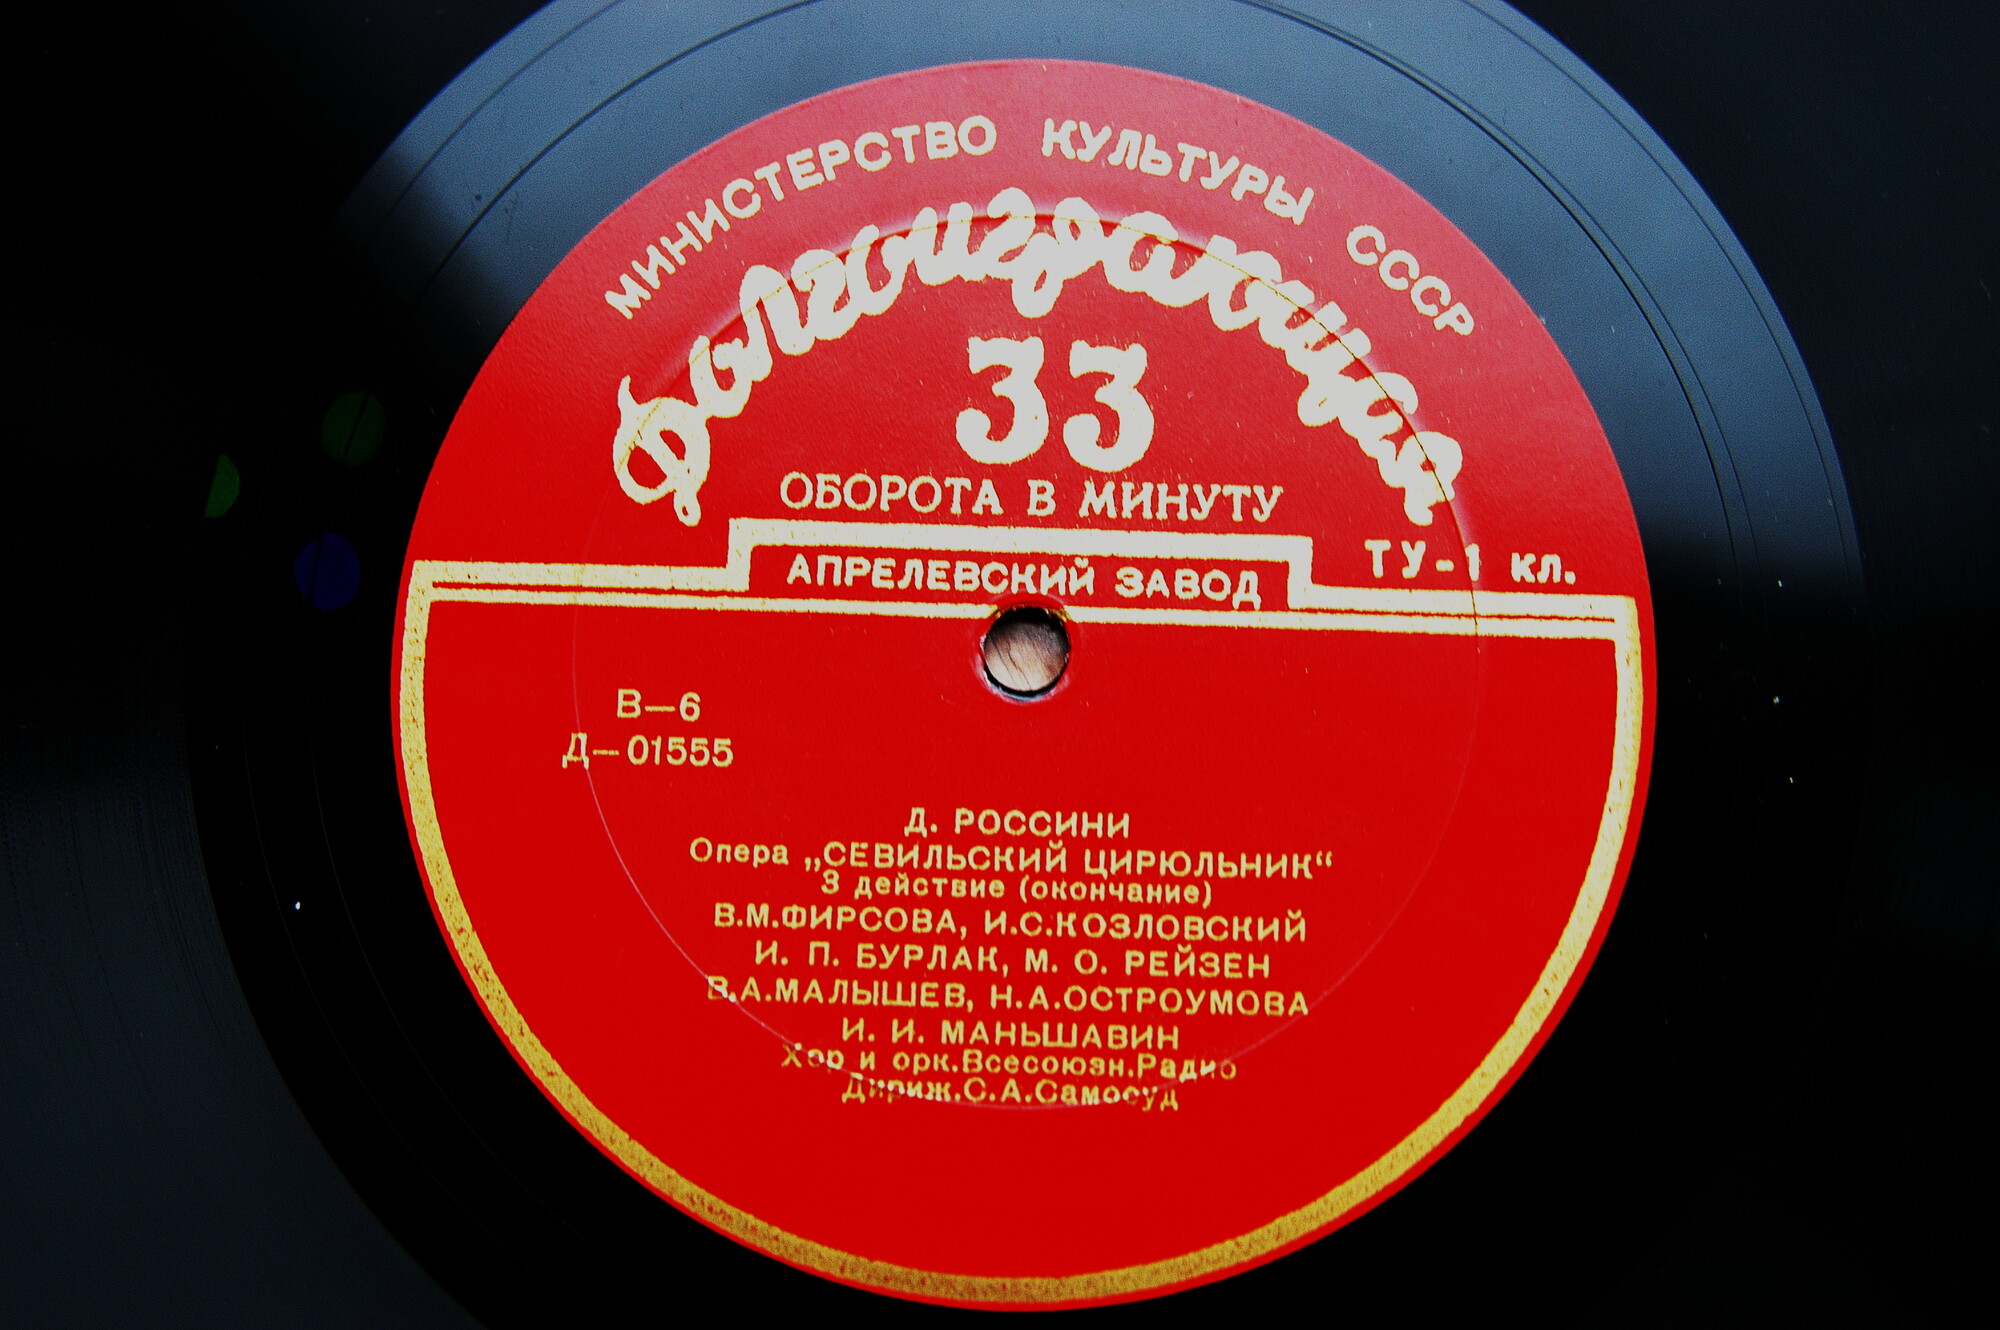 МИНИСТЕРСТВО КУЛЬТУРЫ СССР
Долгоиграющая
33
ОБОРОТА В МИНУТУ
АПРЕЛЕВСКИЙ ЗАВОД
ТУ-1 кл.
В—6
Д—01555
Д. РОССИНИ
Опера „СЕВИЛЬСКИЙ ЦИРЮЛЬНИК“
3 действие (окончание)
В.М.ФИРСОВА, И.С.КОЗЛОВСКИЙ
И. П. БУРЛАК, М. О. РЕЙЗЕН
В.А.МАЛЫШЕВ, Н.А.ОСТРОУМОВА
И. И. МАНЬШАВИН
Хор и орк.Всесоюзн.Радио
Дириж.С.А.Самосуд